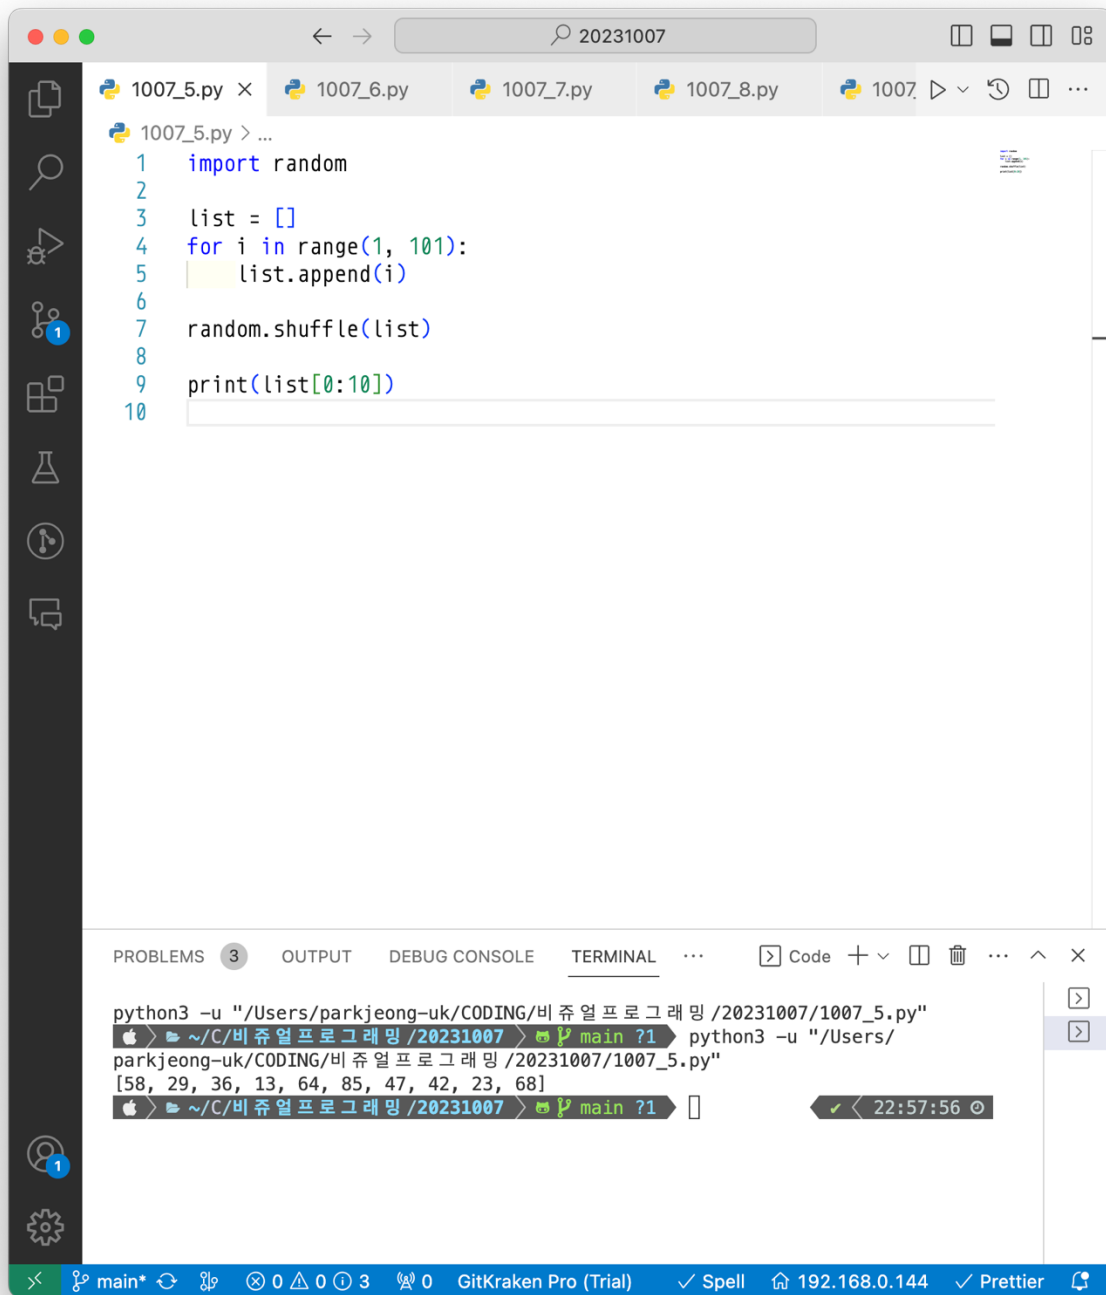 20231007
1007_5.py 1007_6.py 1007_7.py 1007_8.py 1007_
1007_5.py > ...
1 import random
2
3 list = []
4 for i in range(1, 101):
5 list.append(i)
6
7 random.shuffle(list)
8
9 print(list[0:10])
10
1
PROBLEMS 3 OUTPUT DEBUG CONSOLE TERMINAL ... Code
python3 -u "/Users/parkjeong-uk/CODING/비쥬얼프로그래밍/20231007/1007_5.py"
~/C/비쥬얼프로그래밍/20231007 main ?1 python3 -u "/Users/
parkjeong-uk/CODING/비쥬얼프로그래밍/20231007/1007_5.py"
[58, 29, 36, 13, 64, 85, 47, 42, 23, 68]
~/C/비쥬얼프로그래밍/20231007 main ?1 22:57:56
1
main* 0 0 3 0 GitKraken Pro (Trial) Spell 192.168.0.144 Prettier